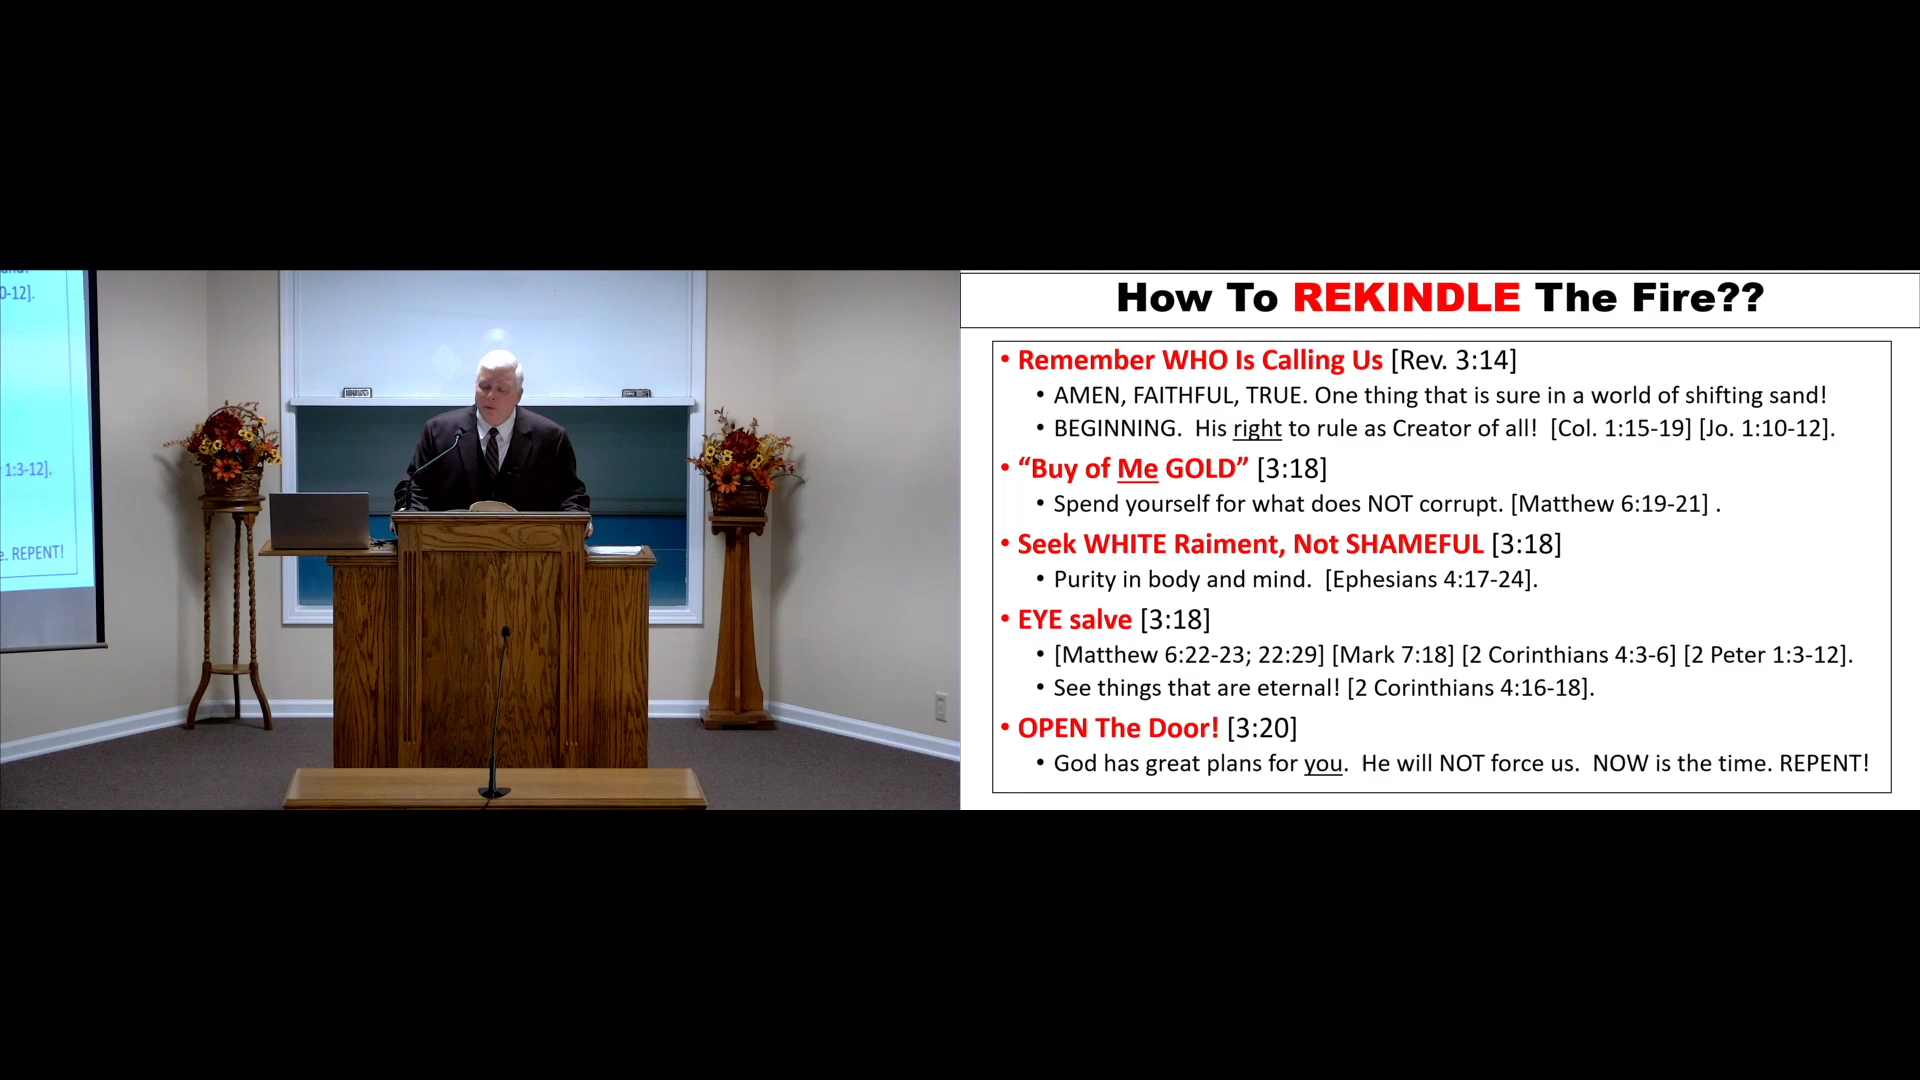 0-12].
1:3-12].
e. REPENT!
How To REKINDLE The Fire??
• Remember WHO Is Calling Us [Rev. 3:14]
• AMEN, FAITHFUL, TRUE. One thing that is sure in a world of shifting sand!
• BEGINNING.  His right to rule as Creator of all!  [Col. 1:15-19] [Jo. 1:10-12].
• “Buy of Me GOLD” [3:18]
• Spend yourself for what does NOT corrupt. [Matthew 6:19-21] .
• Seek WHITE Raiment, Not SHAMEFUL [3:18]
• Purity in body and mind.  [Ephesians 4:17-24].
• EYE salve [3:18]
• [Matthew 6:22-23; 22:29] [Mark 7:18] [2 Corinthians 4:3-6] [2 Peter 1:3-12].
• See things that are eternal! [2 Corinthians 4:16-18].
• OPEN The Door! [3:20]
• God has great plans for you.  He will NOT force us.  NOW is the time. REPENT!